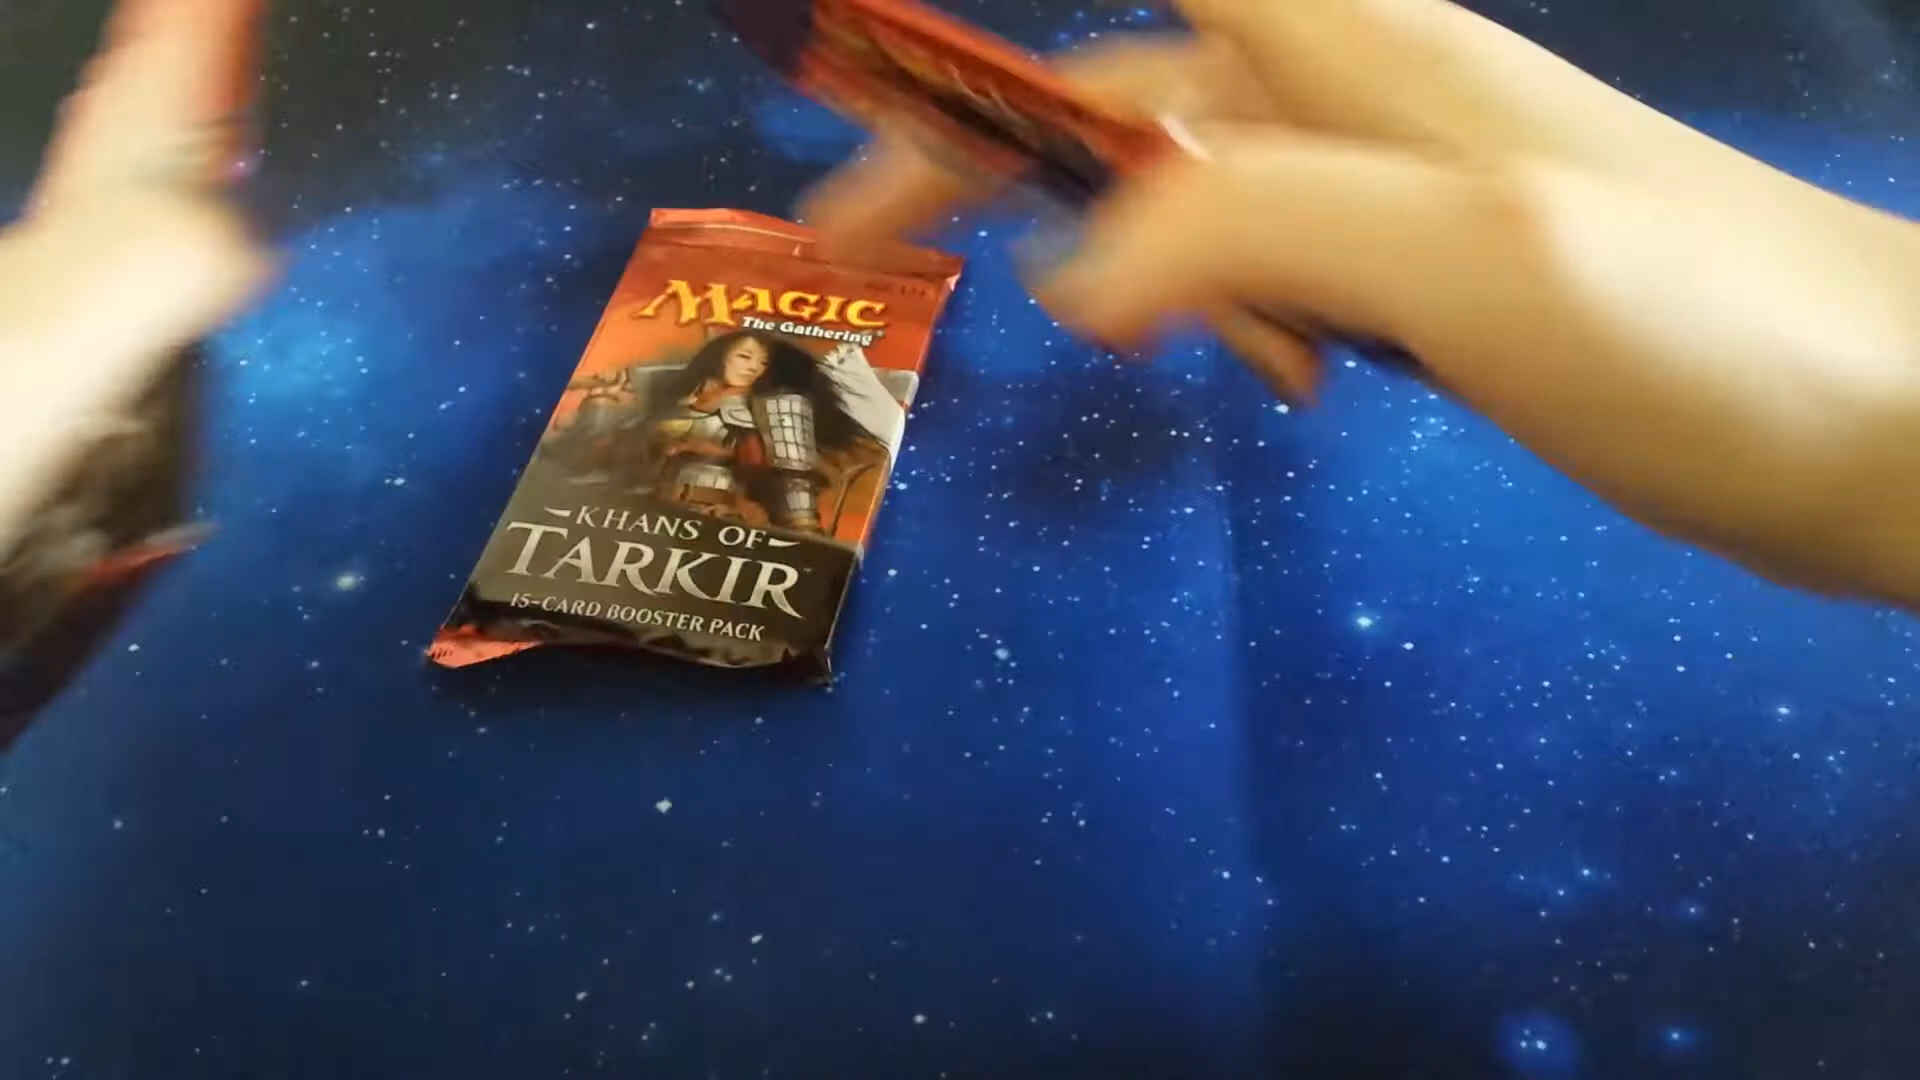 MAGIC
The Gathering
KHANS OF
TARKIR
15-CARD BOOSTER PACK